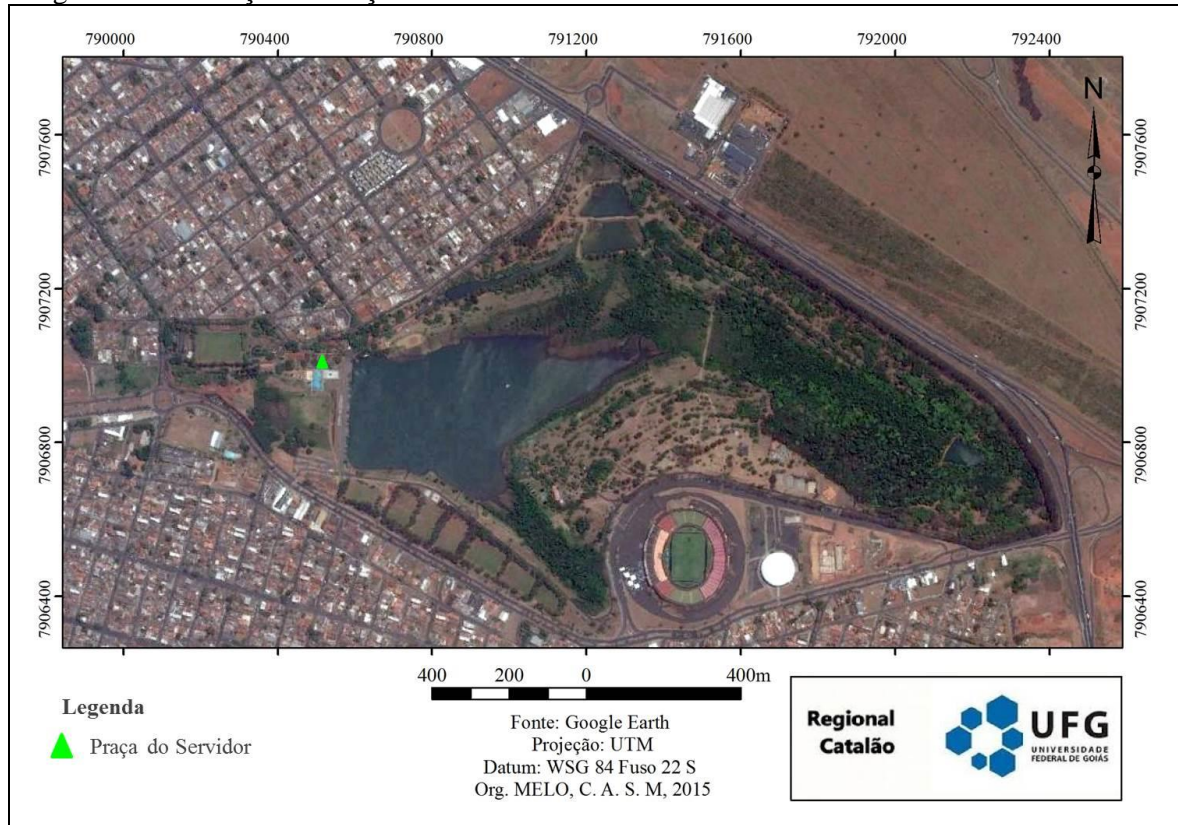 790000 790400 790800 791200 791600 792000 792400
N
7907600 7907600
7907200 7907200
7906800 7906800
7906400 7906400
400 200 0 400m
Legenda
Praça do Servidor
Fonte: Google Earth
Projeção: UTM
Datum: WSG 84 Fuso 22 S
Org. MELO, C. A. S. M, 2015
Regional
Catalão
UFG
UNIVERSIDADE
FEDERAL DE GOIÁS